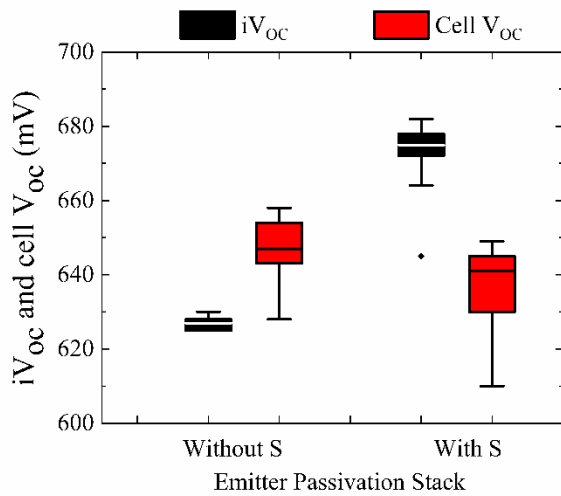 iV_OC Cell V_OC
iV_OC and cell V_OC (mV)
700
680
660
640
620
600
Without S With S
Emitter Passivation Stack